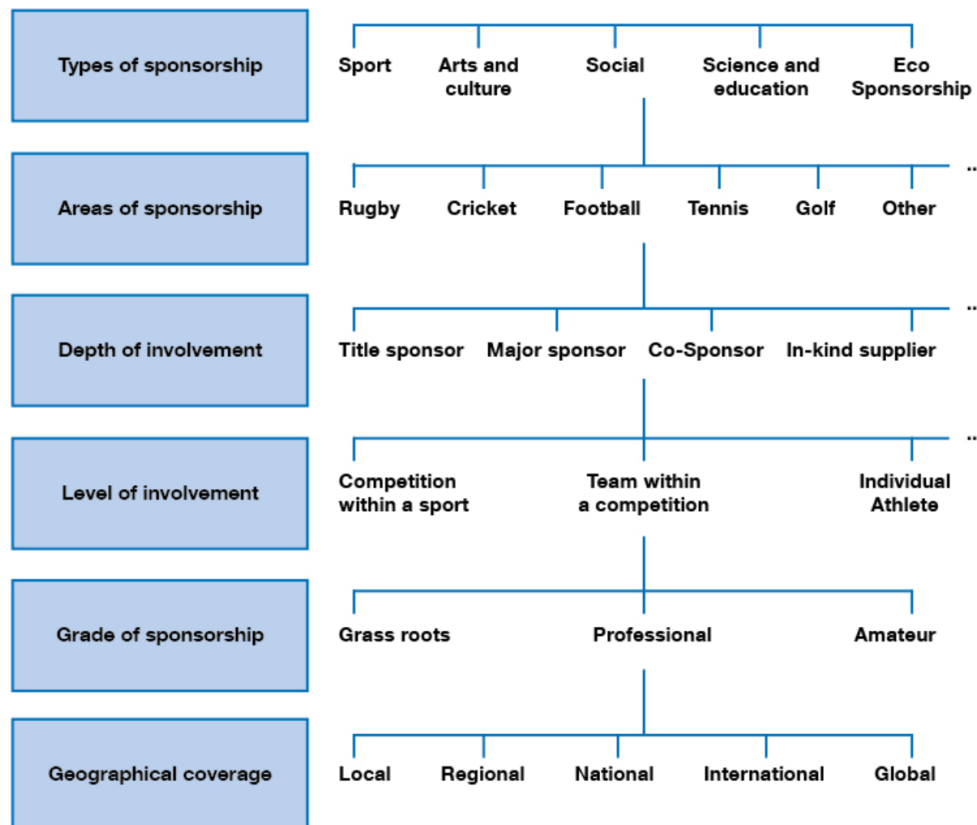 Types of sponsorship
Sport
Arts and
culture
Social
Science and
education
Eco
Sponsorship
Areas of sponsorship
Rugby
Cricket
Football
Tennis
Golf
Other
..
Depth of involvement
Title sponsor
Major sponsor
Co-Sponsor
In-kind supplier
..
Level of involvement
Competition
within a sport
Team within
a competition
Individual
Athlete
..
Grade of sponsorship
Grass roots
Professional
Amateur
Geographical coverage
Local
Regional
National
International
Global